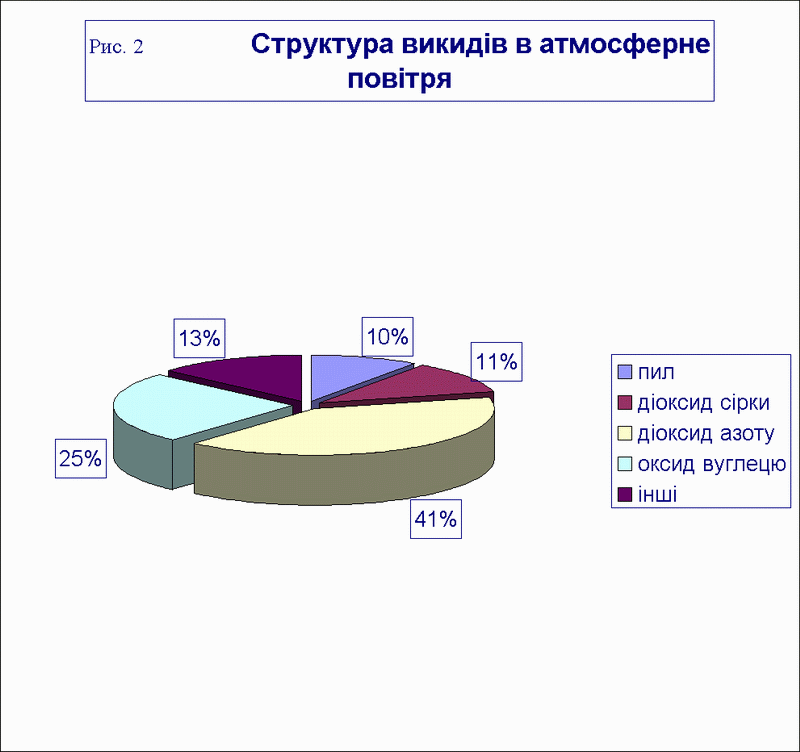 Рис. 2 Структура викидів в атмосферне
повітря
13%
10%
11%
25%
41%
пил
діоксид сірки
діоксид азоту
оксид вуглецю
інші